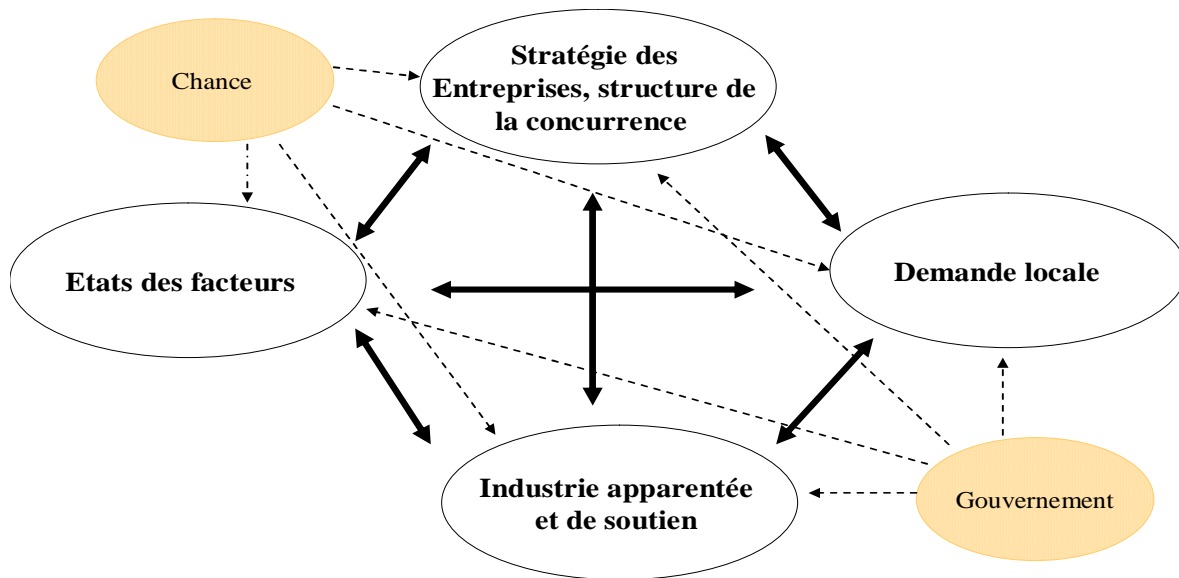 Chance
Stratégie des
Entreprises, structure de
la concurrence
Etats des facteurs
Demande locale
Industrie apparentée
et de soutien
Gouvernement